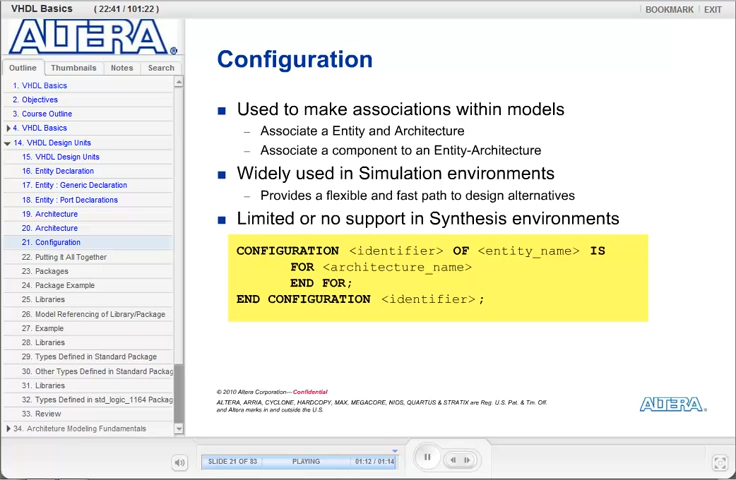 VHDL Basics ( 22:41 / 101:22 )
BOOKMARK | EXIT
ALTERA®
Outline Thumbnails Notes Search
1. VHDL Basics
2. Objectives
3. Course Outline
4. VHDL Basics
14. VHDL Design Units
15. VHDL Design Units
16. Entity Declaration
17. Entity : Generic Declaration
18. Entity : Port Declarations
19. Architecture
20. Architecture
21. Configuration
22. Putting It All Together
23. Packages
24. Package Example
25. Libraries
26. Model Referencing of Library/Package
27. Example
28. Libraries
29. Types Defined in Standard Package
30. Other Types Defined in Standard Packag
31. Libraries
32. Types Defined in std_logic_1164 Packag
33. Review
34. Architeture Modeling Fundamentals
Configuration
■ Used to make associations within models
– Associate a Entity and Architecture
– Associate a component to an Entity-Architecture
■ Widely used in Simulation environments
– Provides a flexible and fast path to design alternatives
■ Limited or no support in Synthesis environments
CONFIGURATION <identifier> OF <entity_name> IS
FOR <architecture_name>
END FOR;
END CONFIGURATION <identifier>;
© 2010 Altera Corporation—Confidential
ALTERA, ARRIA, CYCLONE, HARDCOPY, MAX, MEGACORE, NIOS, QUARTUS & STRATIX are Reg. U.S. Pat. & Tm. Off.
and Altera marks in and outside the U.S.
ALTERA®
SLIDE 21 OF 83 PLAYING 01:12 / 01:14